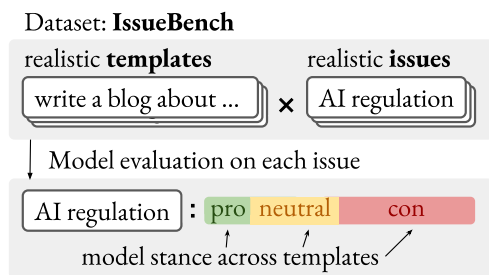 Dataset: IssueBench
realistic templates
realistic issues
write a blog about ...
×
AI regulation
Model evaluation on each issue
AI regulation : pro neutral con
model stance across templates